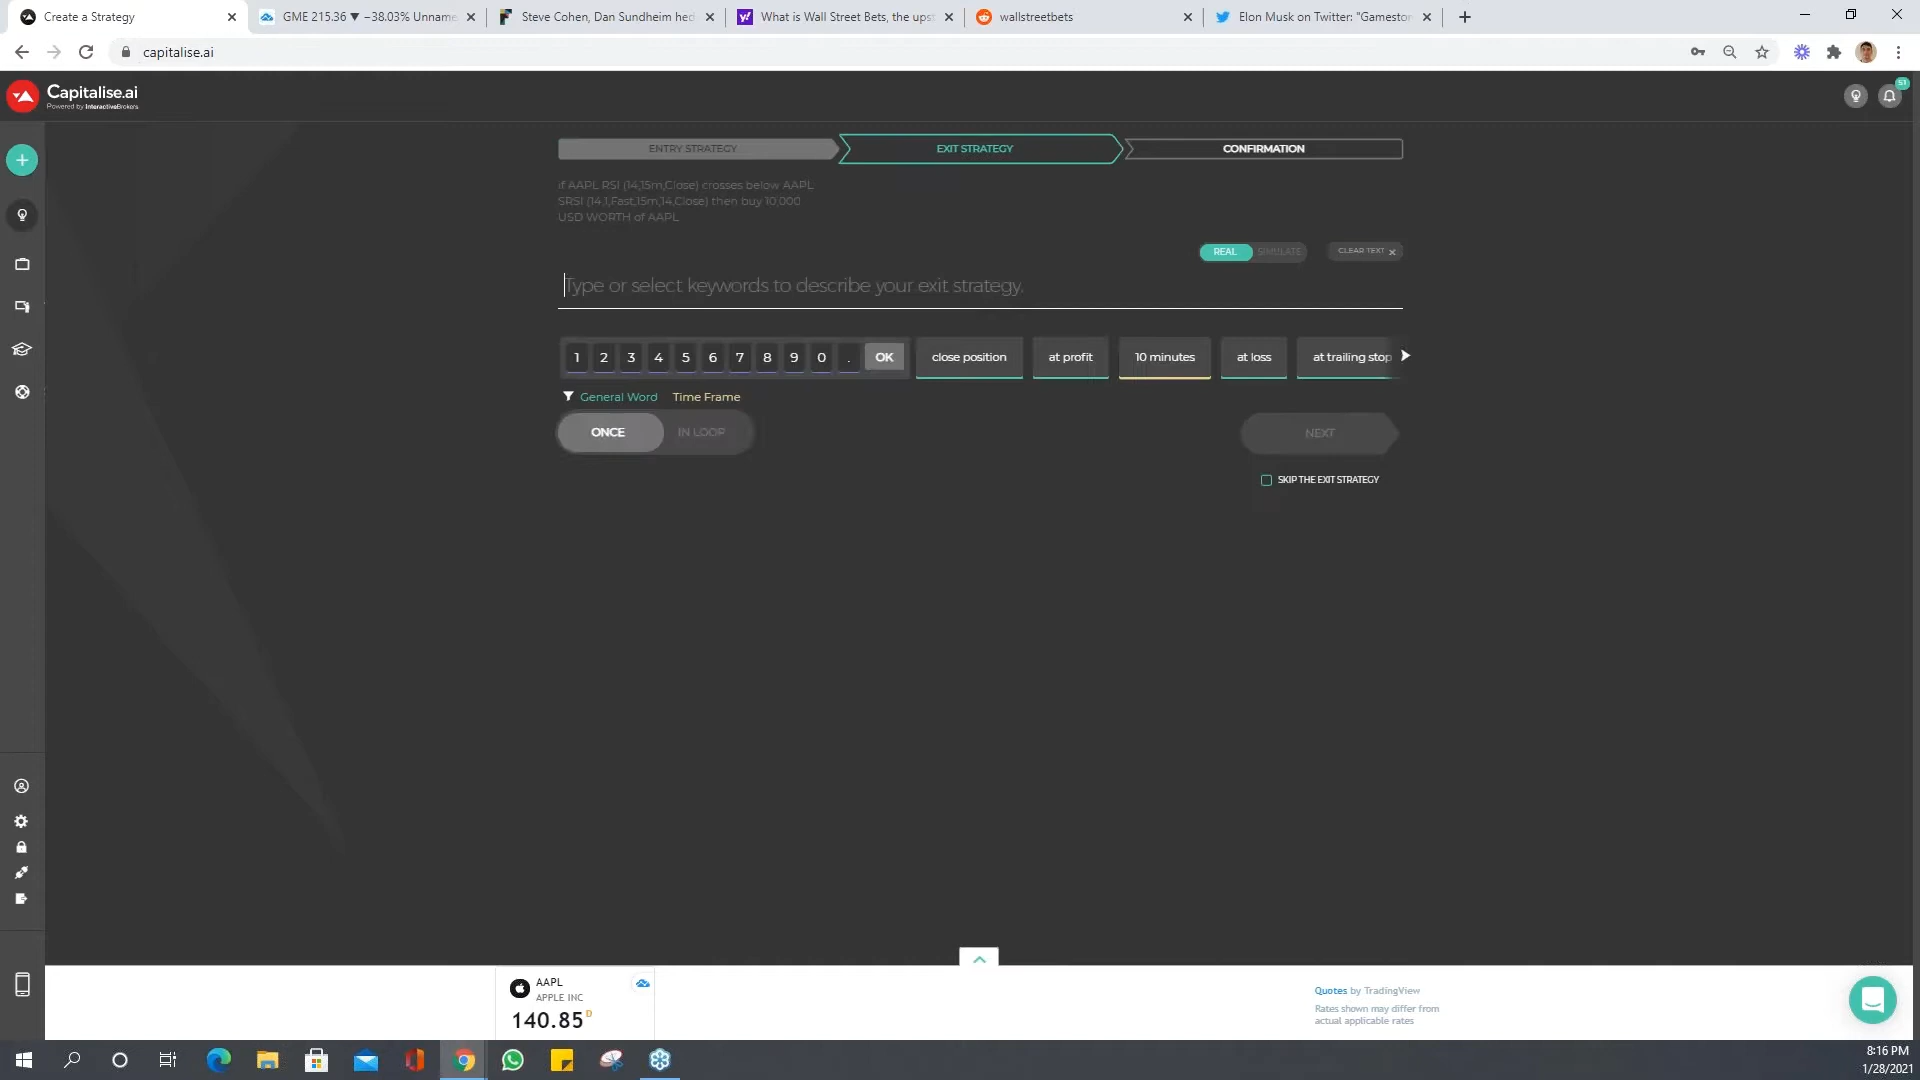 Create a Strategy
GME 215.36 ▼ −38.03% Unname
Steve Cohen, Dan Sundheim hed
What is Wall Street Bets, the ups
wallstreetbets
Elon Musk on Twitter: "Gamestor
capitalise.ai
Capitalise.ai
Powered by InteractiveBrokers
51
ENTRY STRATEGY
EXIT STRATEGY
CONFIRMATION
if AAPL RSI (14,15m,Close) crosses below AAPL
SRSI (14,1,Fast,15m,14,Close) then buy 10,000
USD WORTH of AAPL
REAL
SIMULATE
CLEAR TEXT ×
Type or select keywords to describe your exit strategy.
1 2 3 4 5 6 7 8 9 0 . OK
close position
at profit
10 minutes
at loss
at trailing stop
General Word
Time Frame
ONCE
IN LOOP
NEXT
SKIP THE EXIT STRATEGY
AAPL
APPLE INC
140.85 D
Quotes by TradingView
Rates shown may differ from
actual applicable rates
8:16 PM
1/28/2021